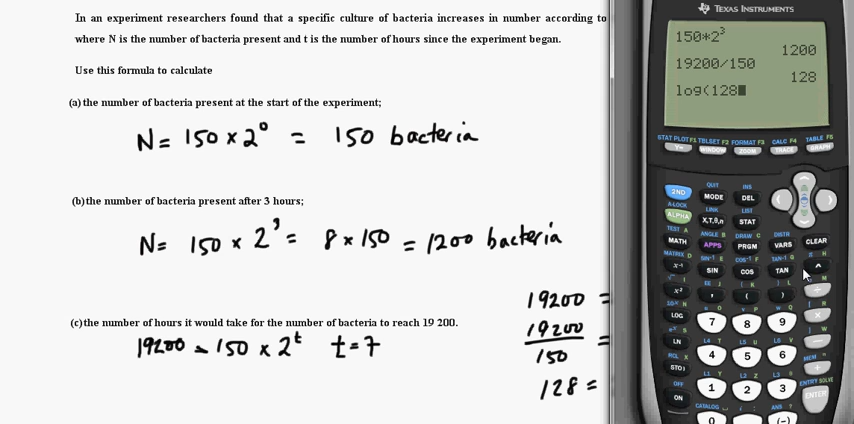 In an experiment researchers found that a specific culture of bacteria increases in number according to
where N is the number of bacteria present and t is the number of hours since the experiment began.
Use this formula to calculate
(a) the number of bacteria present at the start of the experiment;
N = 150 × 2⁰ = 150 bacteria
(b) the number of bacteria present after 3 hours;
N = 150 × 2³ = 8 × 150 = 1200 bacteria
(c) the number of hours it would take for the number of bacteria to reach 19 200.
19200 = 150 × 2ᵗ t = 7
19200 =
19200
150
=
128 =
TEXAS INSTRUMENTS
150*2³
1200
19200/150
128
log(128
STAT PLOT F1 TBLSET F2 FORMAT F3 CALC F4 TABLE F5
Y= WINDOW ZOOM TRACE GRAPH
QUIT INS
2ND MODE DEL
A-LOCK LINK LIST
ALPHA X,T,θ,n STAT
TEST A ANGLE B DRAW C DISTR
MATH APPS PRGM VARS CLEAR
MATRIX D SIN⁻¹ E COS⁻¹ F TAN⁻¹ G H
x⁻¹ SIN COS TAN ^
x² , ( ) ÷
10ˣ N
LOG 7 8 9 ×
LN 4 5 6 −
RCL X
STO 1 2 3
OFF CATALOG ANS ? ENTRY SOLVE
ON 0 . (-) ENTER